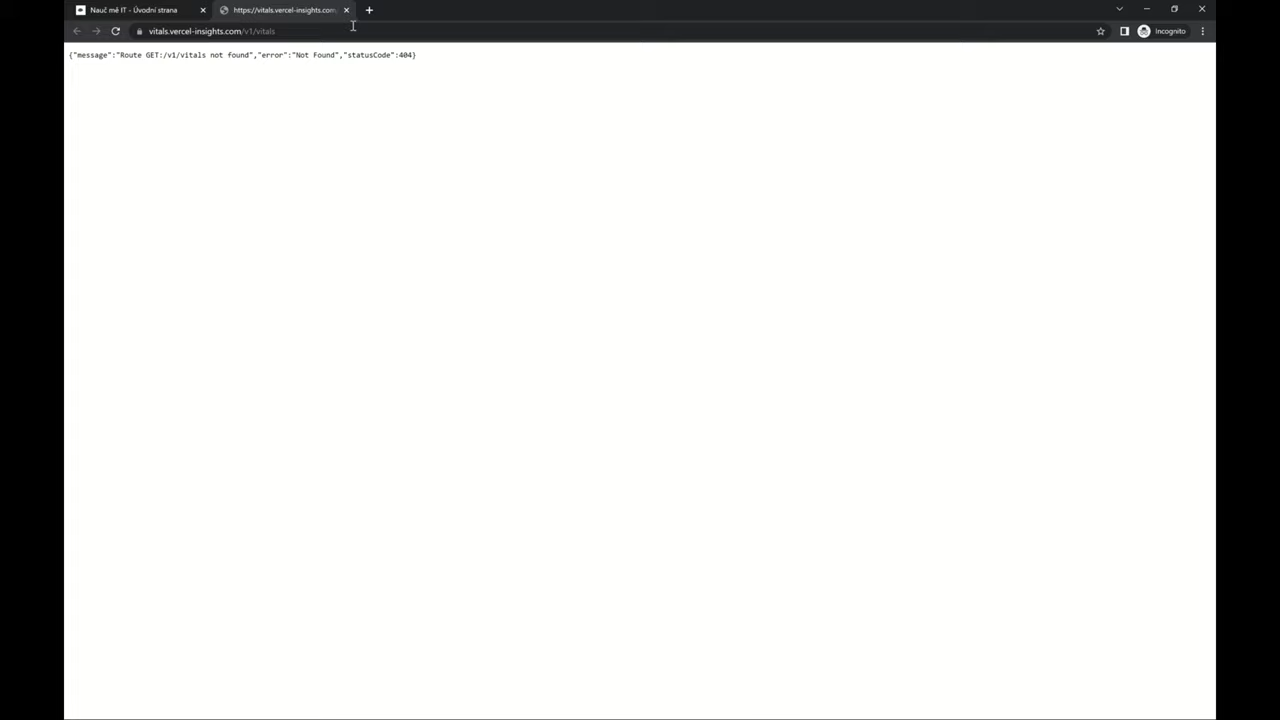 Nauč mě IT - Úvodní strana
https://vitals.vercel-insights.com
vitals.vercel-insights.com/v1/vitals
Incognito
{"message":"Route GET:/v1/vitals not found","error":"Not Found","statusCode":404}